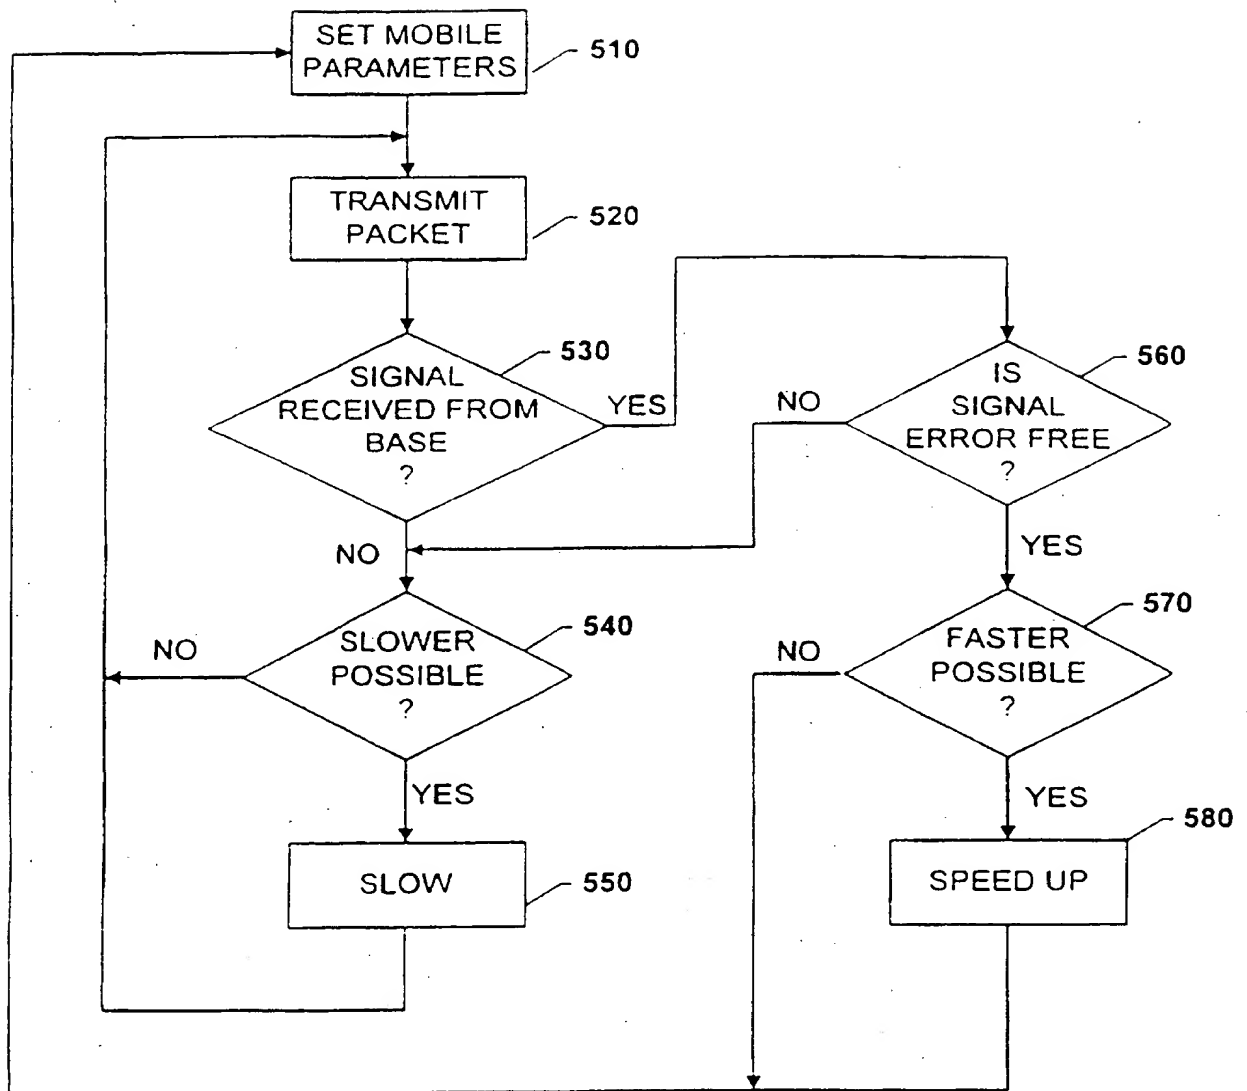 SET MOBILE
PARAMETERS
510
TRANSMIT
PACKET
520
SIGNAL
RECEIVED FROM
BASE
?
530
YES
NO
IS
SIGNAL
ERROR FREE
?
560
NO
YES
SLOWER
POSSIBLE
?
540
NO
YES
FASTER
POSSIBLE
?
570
NO
YES
SLOW
550
SPEED UP
580